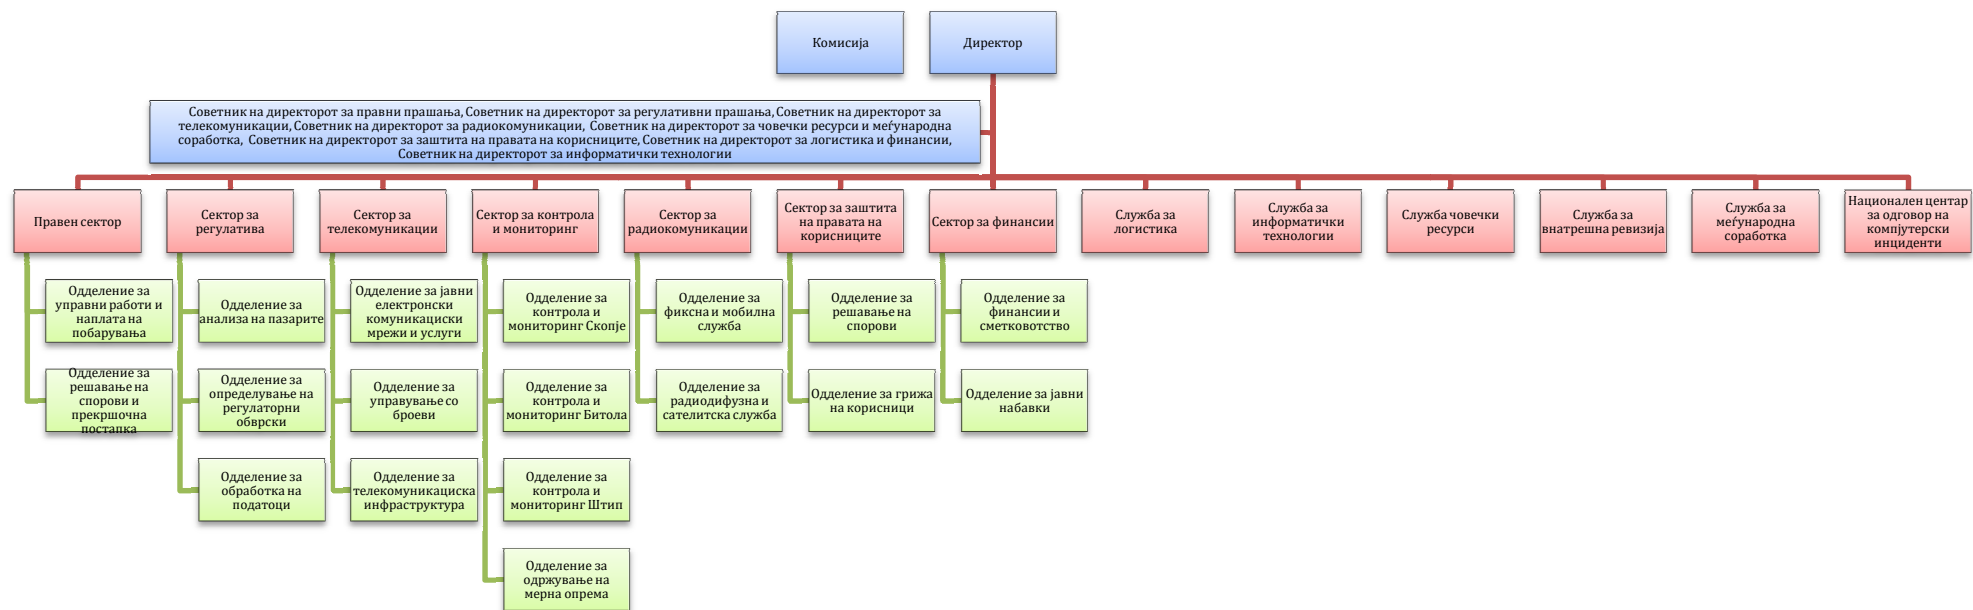 Комисија
Директор
Советник на директорот за правни прашања, Советник на директорот за регулативни прашања, Советник на директорот за
телекомуникации, Советник на директорот за радиокомуникации, Советник на директорот за човечки ресурси и меѓународна
соработка, Советник на директорот за заштита на правата на корисниците, Советник на директорот за логистика и финансии,
Советник на директорот за информатички технологии
Правен сектор
Сектор за
регулатива
Сектор за
телекомуникации
Сектор за контрола
и мониторинг
Сектор за
радиокомуникации
Сектор за заштита
на правата на
корисниците
Сектор за финансии
Служба за
логистика
Служба за
информатички
технологии
Служба човечки
ресурси
Служба за
внатрешна ревизија
Служба за
меѓународна
соработка
Национален центар
за одговор на
компјутерски
инциденти
Одделение за
управни работи и
наплата на
побарувања
Одделение за
анализа на пазарите
Одделение за јавни
електронски
комуникациски
мрежи и услуги
Одделение за
контрола и
мониторинг Скопје
Одделение за
фиксна и мобилна
служба
Одделение за
решавање на
спорови
Одделение за
финансии и
сметковотство
Одделение за
решавање на
спорови и
прекршочна
постапка
Одделение за
определување на
регулаторни
обврски
Одделение за
управување со
броеви
Одделение за
контрола и
мониторинг Битола
Одделение за
радиодифузна и
сателитска служба
Одделение за грижа
на корисници
Одделение за јавни
набавки
Одделение за
обработка на
податоци
Одделение за
телекомуникациска
инфраструктура
Одделение за
контрола и
мониторинг Штип
Одделение за
одржување на
мерна опрема